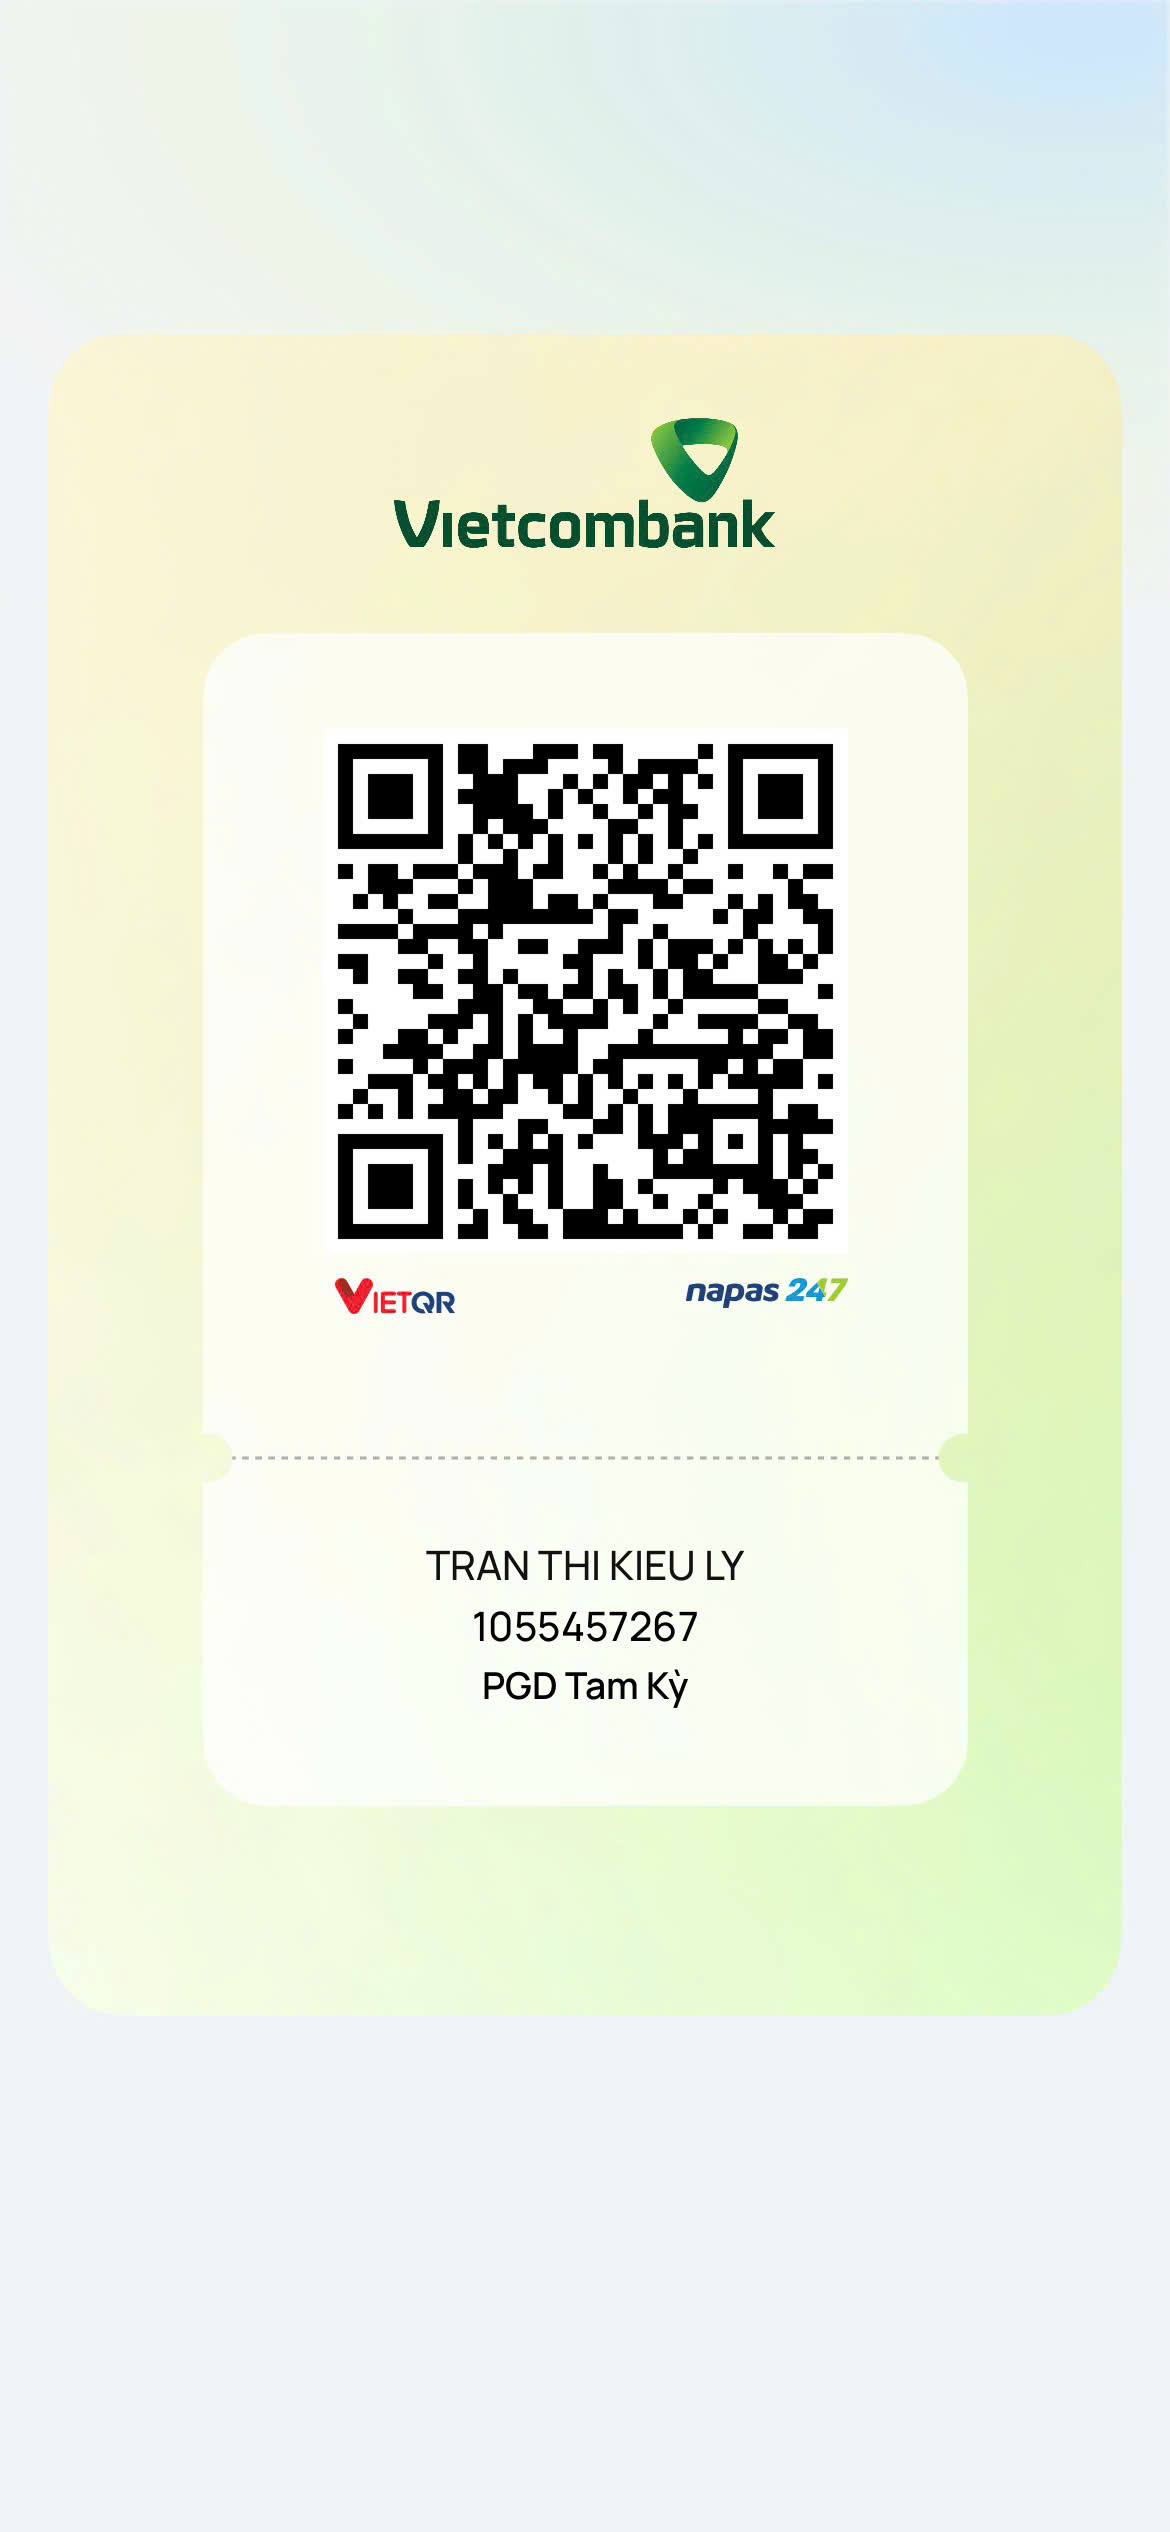 Vietcombank
VIETQR
napas 247
TRAN THI KIEU LY
1055457267
PGD Tam Kỳ